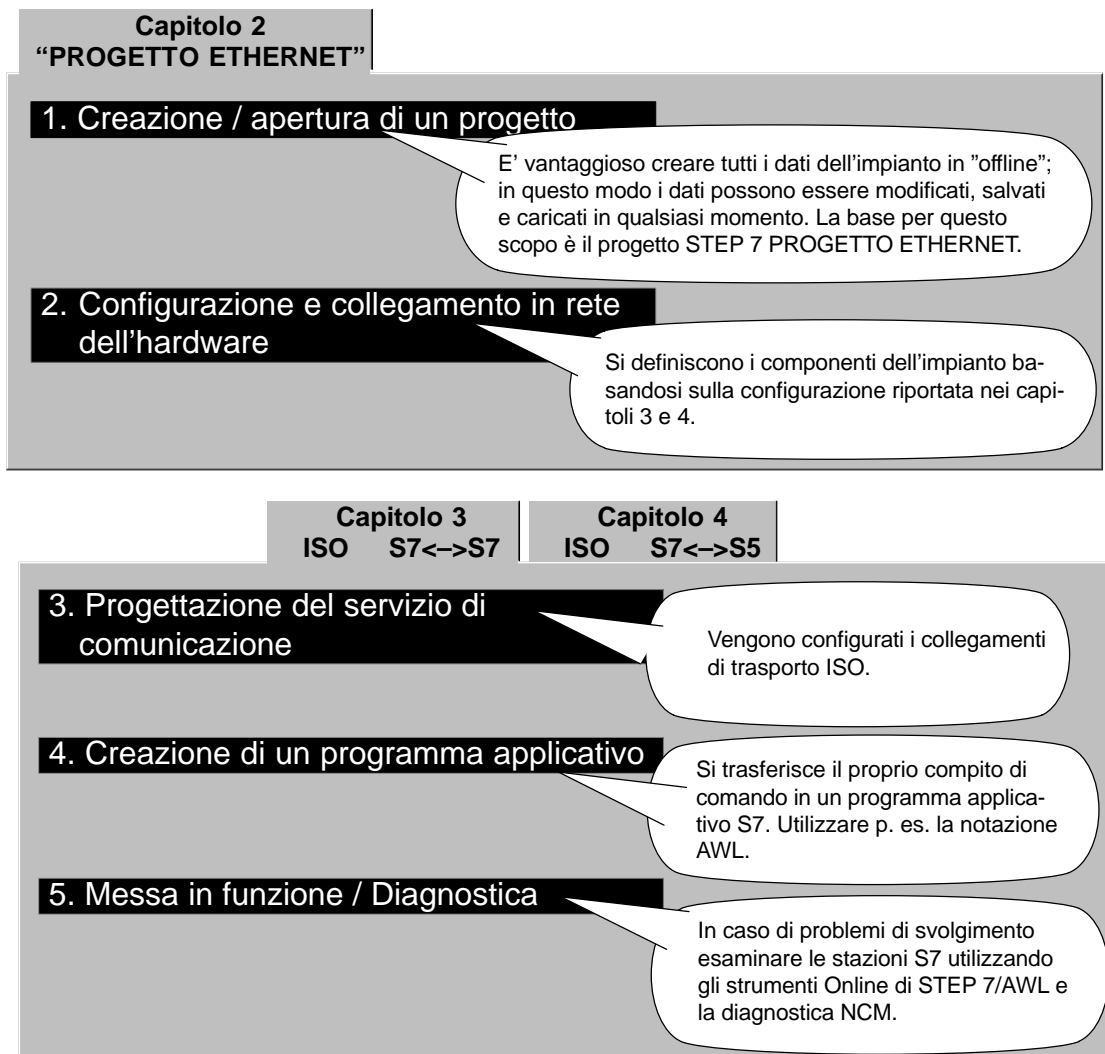 Capitolo 2
“PROGETTO ETHERNET”
1. Creazione / apertura di un progetto
E’ vantaggioso creare tutti i dati dell’impianto in ”offline”;
in questo modo i dati possono essere modificati, salvati
e caricati in qualsiasi momento. La base per questo
scopo è il progetto STEP 7 PROGETTO ETHERNET.
2. Configurazione e collegamento in rete
dell’hardware
Si definiscono i componenti dell’impianto ba-
sandosi sulla configurazione riportata nei capi-
toli 3 e 4.
Capitolo 3
ISO S7<–>S7
Capitolo 4
ISO S7<–>S5
3. Progettazione del servizio di
comunicazione
Vengono configurati i collegamenti
di trasporto ISO.
4. Creazione di un programma applicativo
Si trasferisce il proprio compito di
comando in un programma applica-
tivo S7. Utilizzare p. es. la notazione
AWL.
5. Messa in funzione / Diagnostica
In caso di problemi di svolgimento
esaminare le stazioni S7 utilizzando
gli strumenti Online di STEP 7/AWL e
la diagnostica NCM.